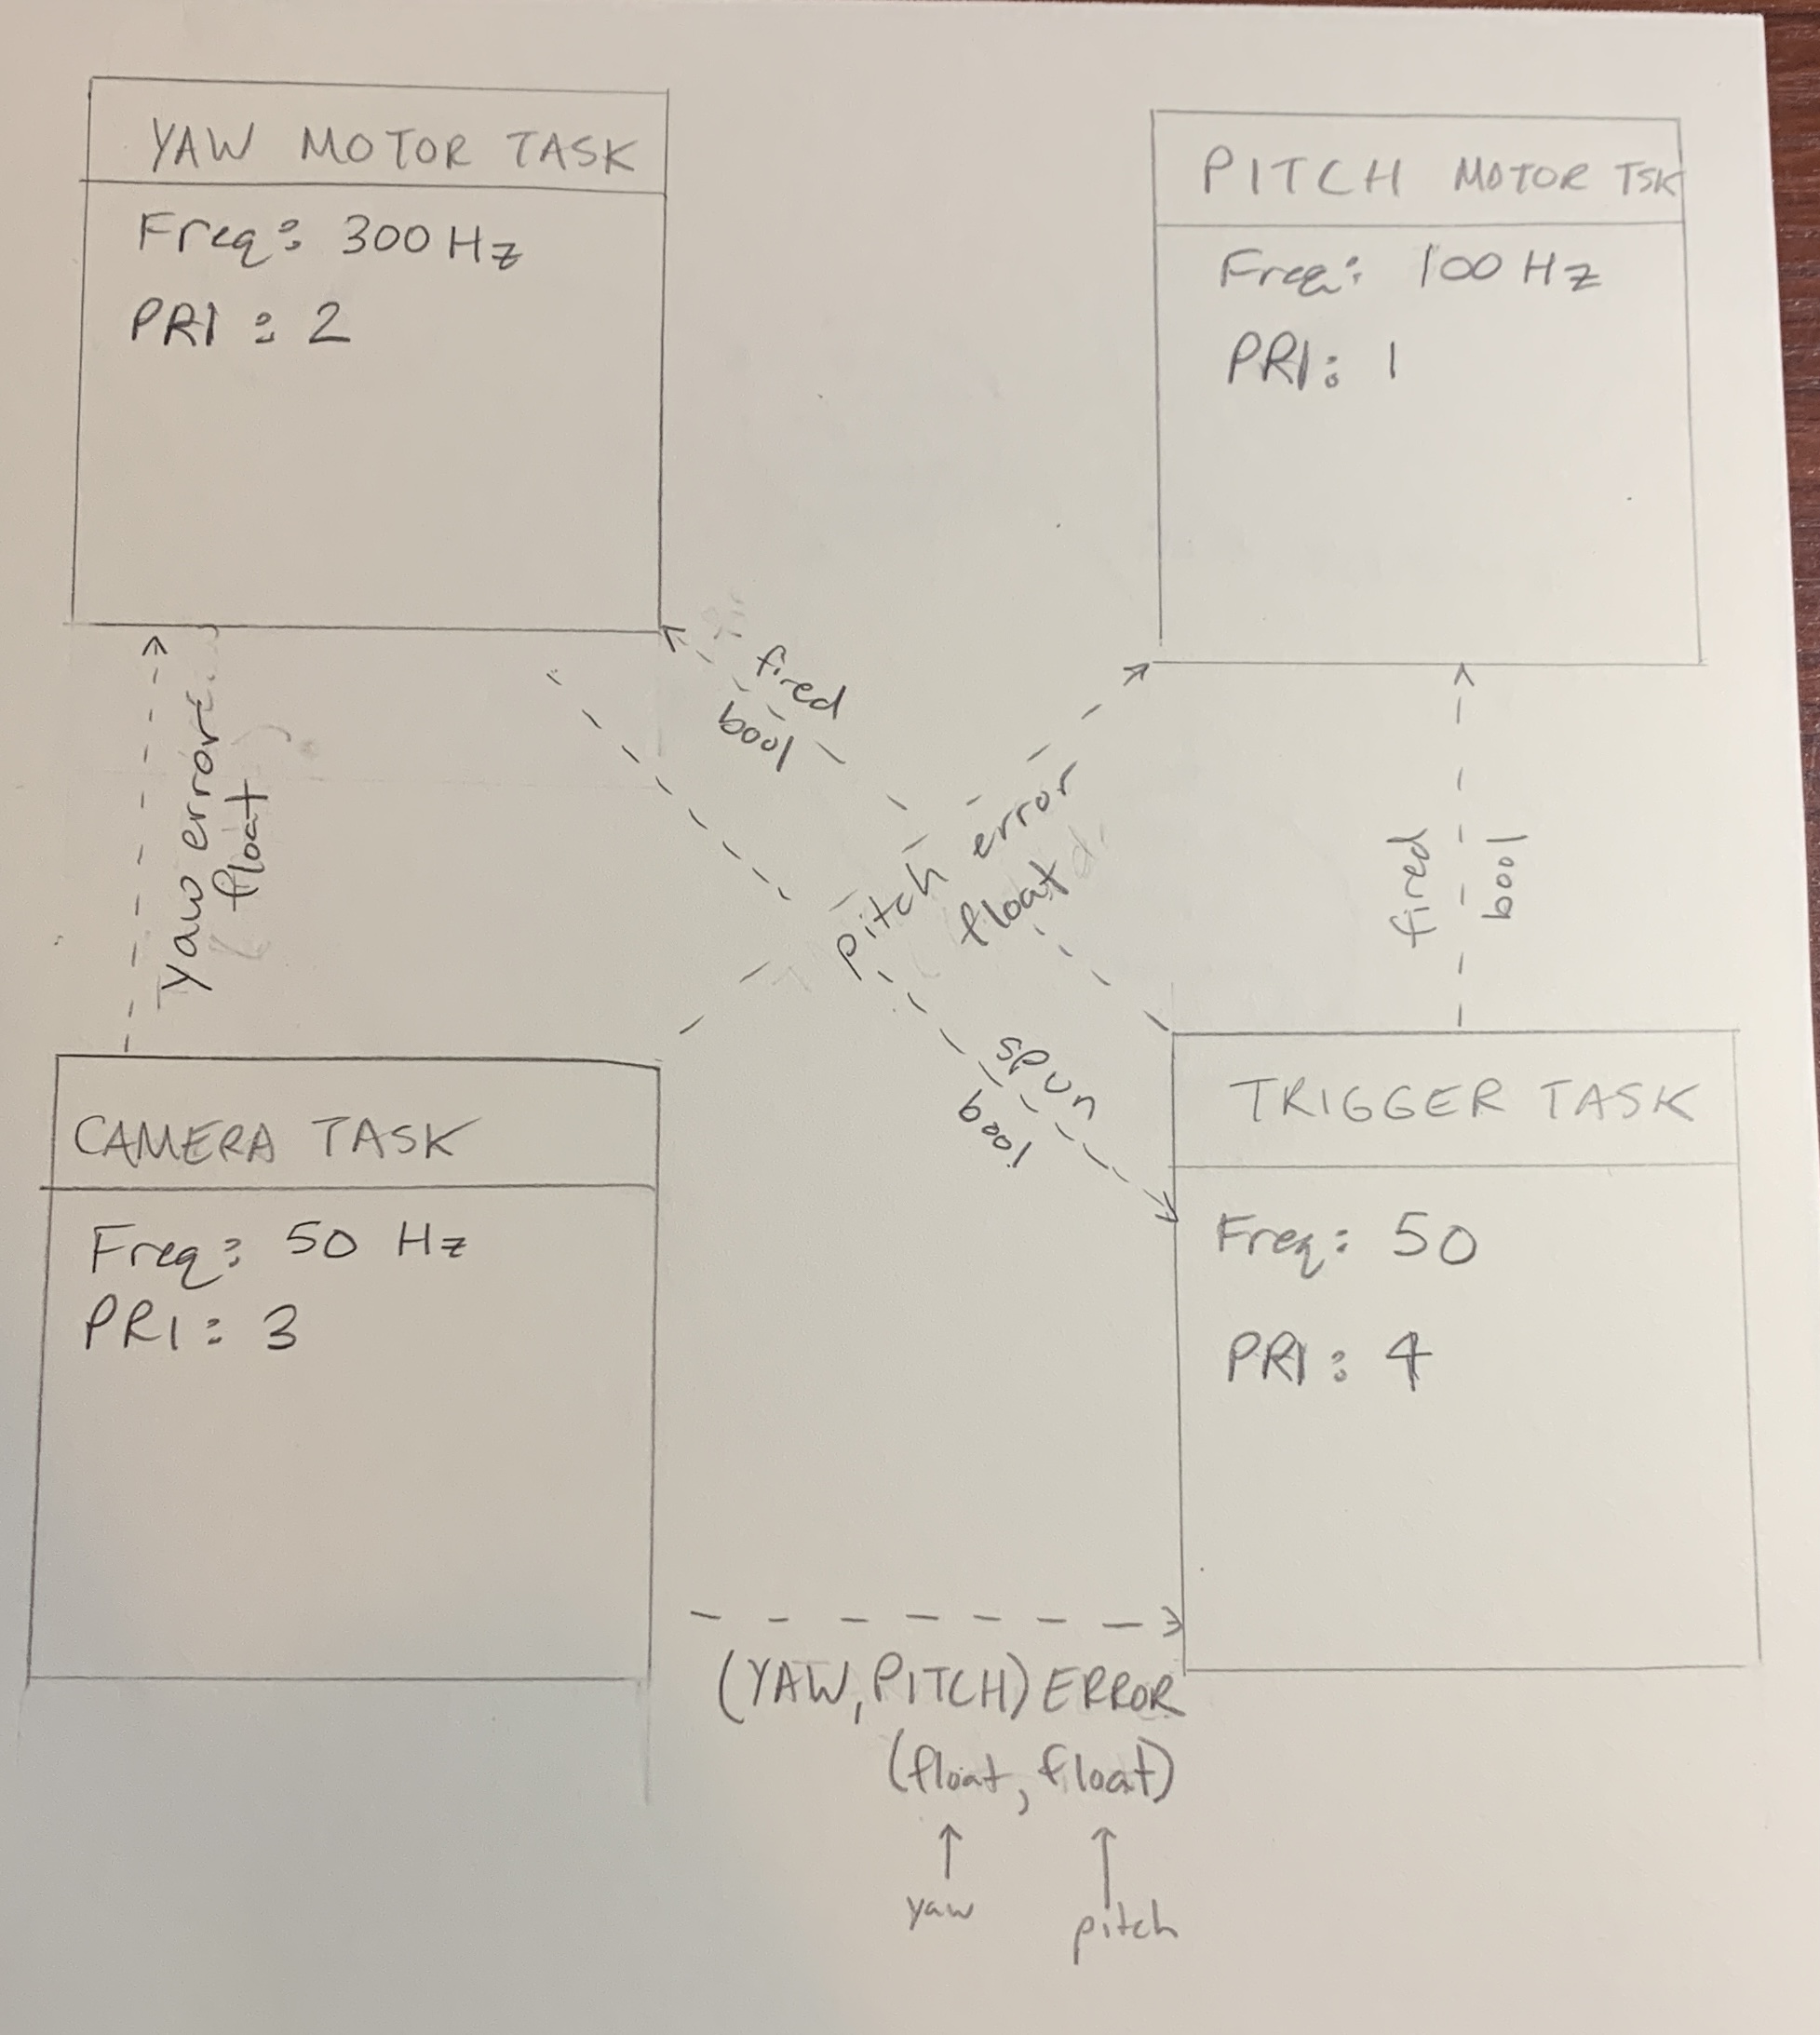 YAW MOTOR TASK
Freq: 300 Hz
PRI: 2
PITCH MOTOR TSK
Freq: 100 Hz
PRI: 1
yaw error
float
fired
bool
pitch error
float
fired
bool
spun
bool
CAMERA TASK
Freq: 50 Hz
PRI: 3
TRIGGER TASK
Freq: 50
PRI: 4
(YAW, PITCH) ERROR
(float, float)
yaw
pitch